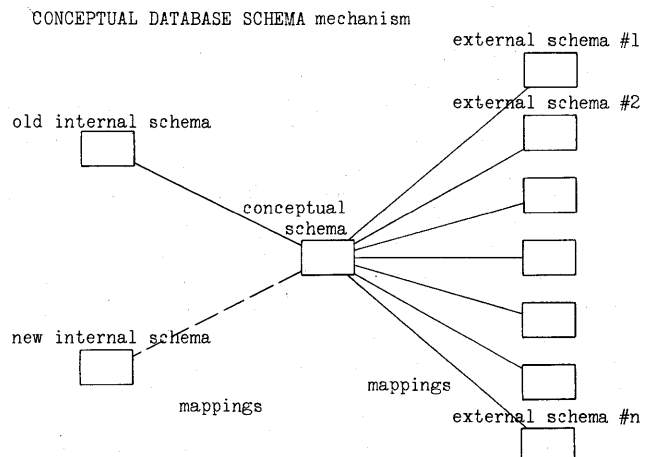 CONCEPTUAL DATABASE SCHEMA mechanism
external schema #1
external schema #2
old internal schema
conceptual
schema
new internal schema
mappings
mappings
external schema #n